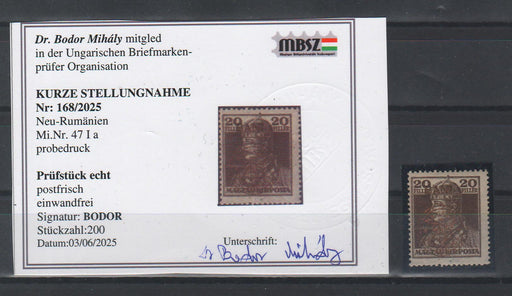 Dr. Bodor Mihály mitglied
in der Ungarischen Briefmarken-
prüfer Organisation
MBSZ
KURZE STELLUNGNAHME
Nr: 168/2025
Neu-Rumänien
Mi.Nr. 47 I a
probedruck
20 20
MAGYAR KIR. POSTA
Prüfstück echt
postfrisch
einwandfrei
Signatur: BODOR
Stückzahl:200
Datum:03/06/2025
Unterschrift:
dr Bodor Mihály
20 20
MAGYAR KIR. POSTA